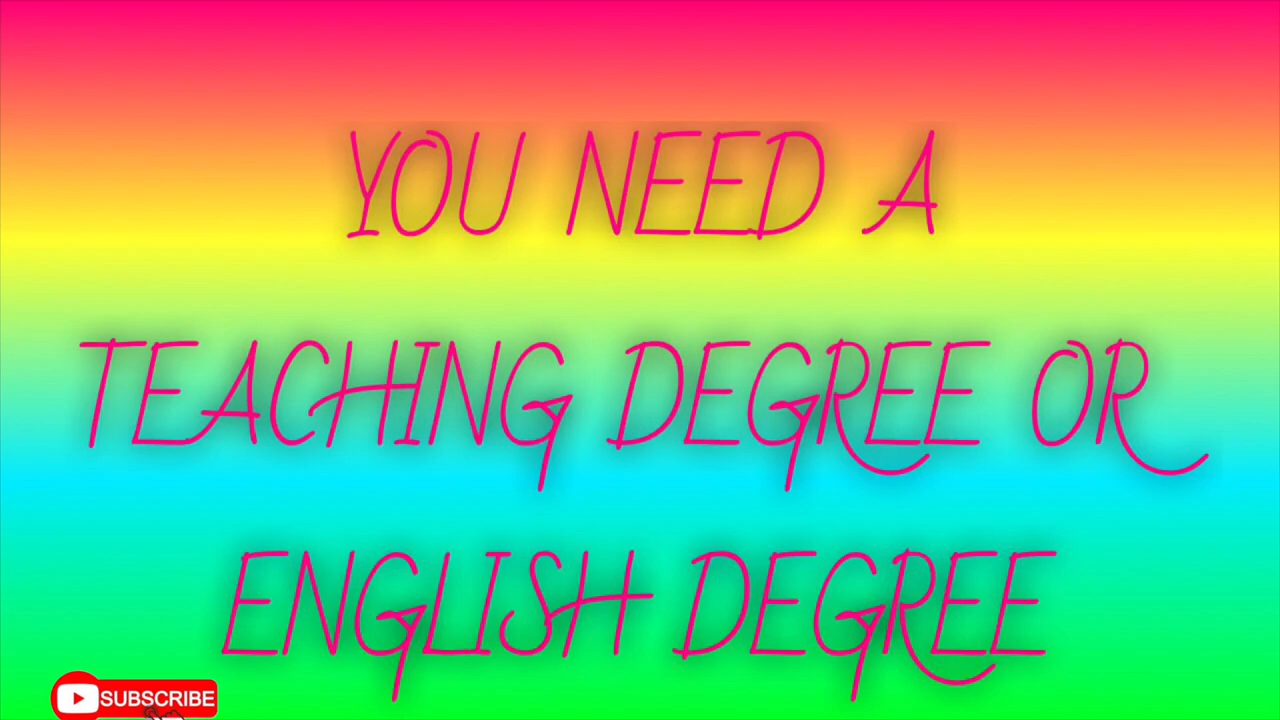 YOU NEED A
TEACHING DEGREE OR
ENGLISH DEGREE
SUBSCRIBE